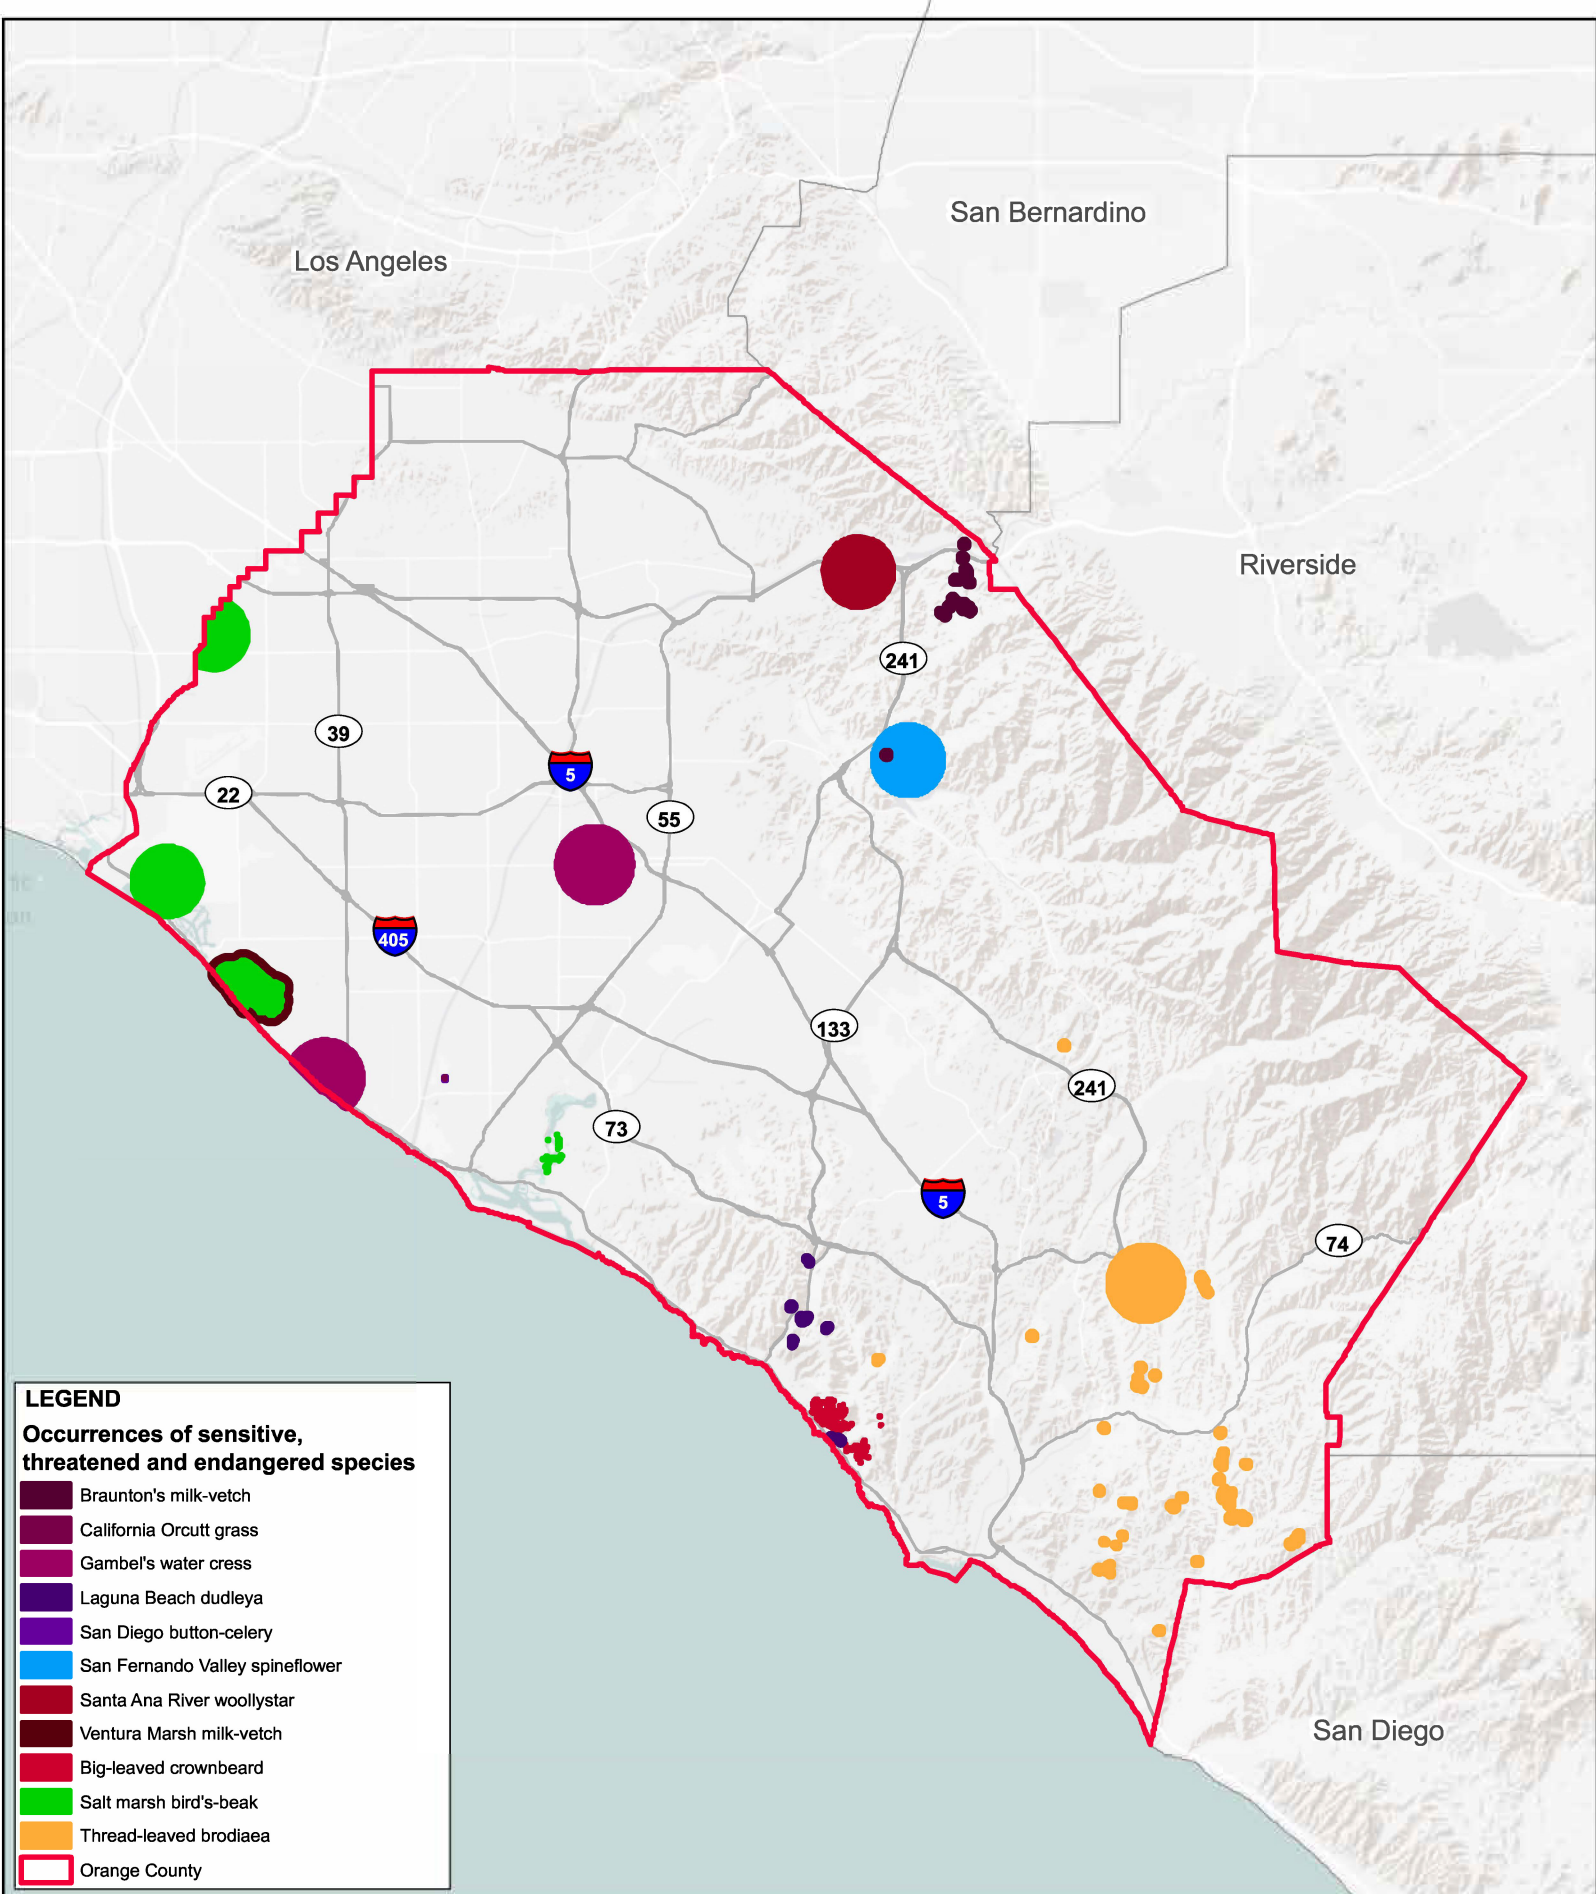 San Bernardino
Los Angeles
Riverside
241
39
5
22
55
405
133
241
73
5
74
San Diego
LEGEND
Occurrences of sensitive,
threatened and endangered species
Braunton's milk-vetch
California Orcutt grass
Gambel's water cress
Laguna Beach dudleya
San Diego button-celery
San Fernando Valley spineflower
Santa Ana River woollystar
Ventura Marsh milk-vetch
Big-leaved crownbeard
Salt marsh bird's-beak
Thread-leaved brodiaea
Orange County